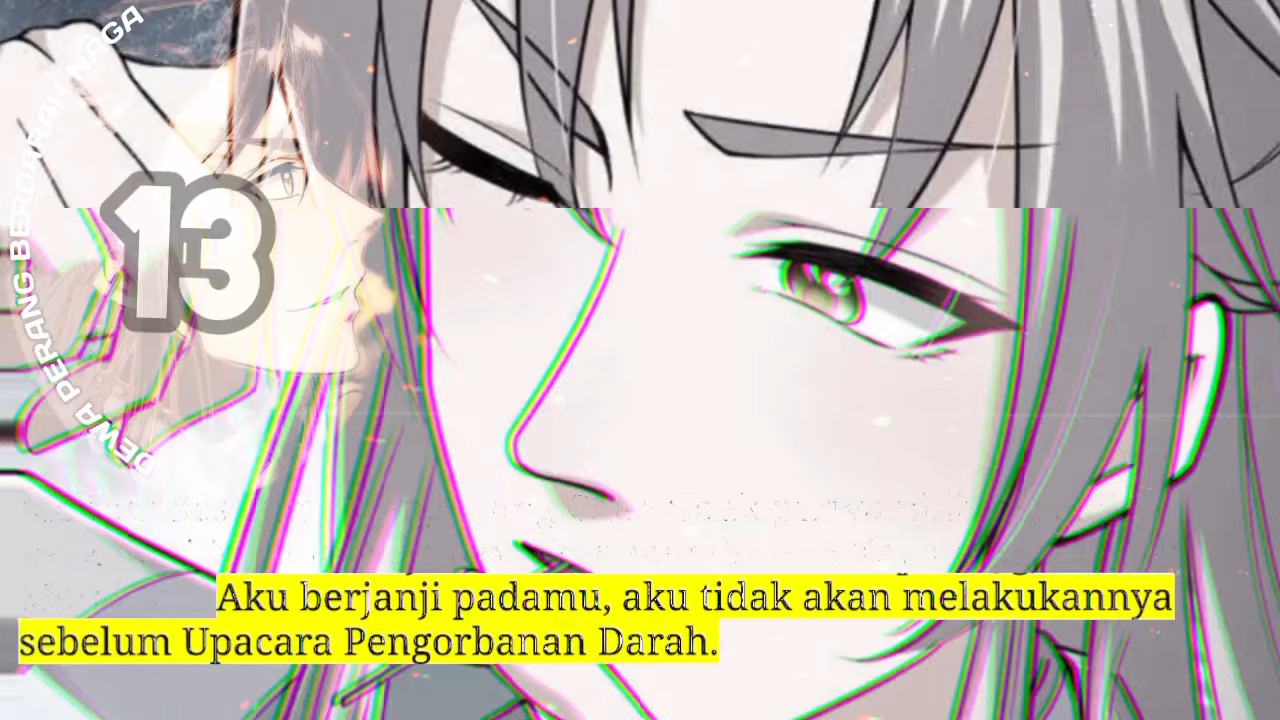 DEWA PERANG BERDARAH NAGA
13
Aku berjanji padamu, aku tidak akan melakukannya
sebelum Upacara Pengorbanan Darah.